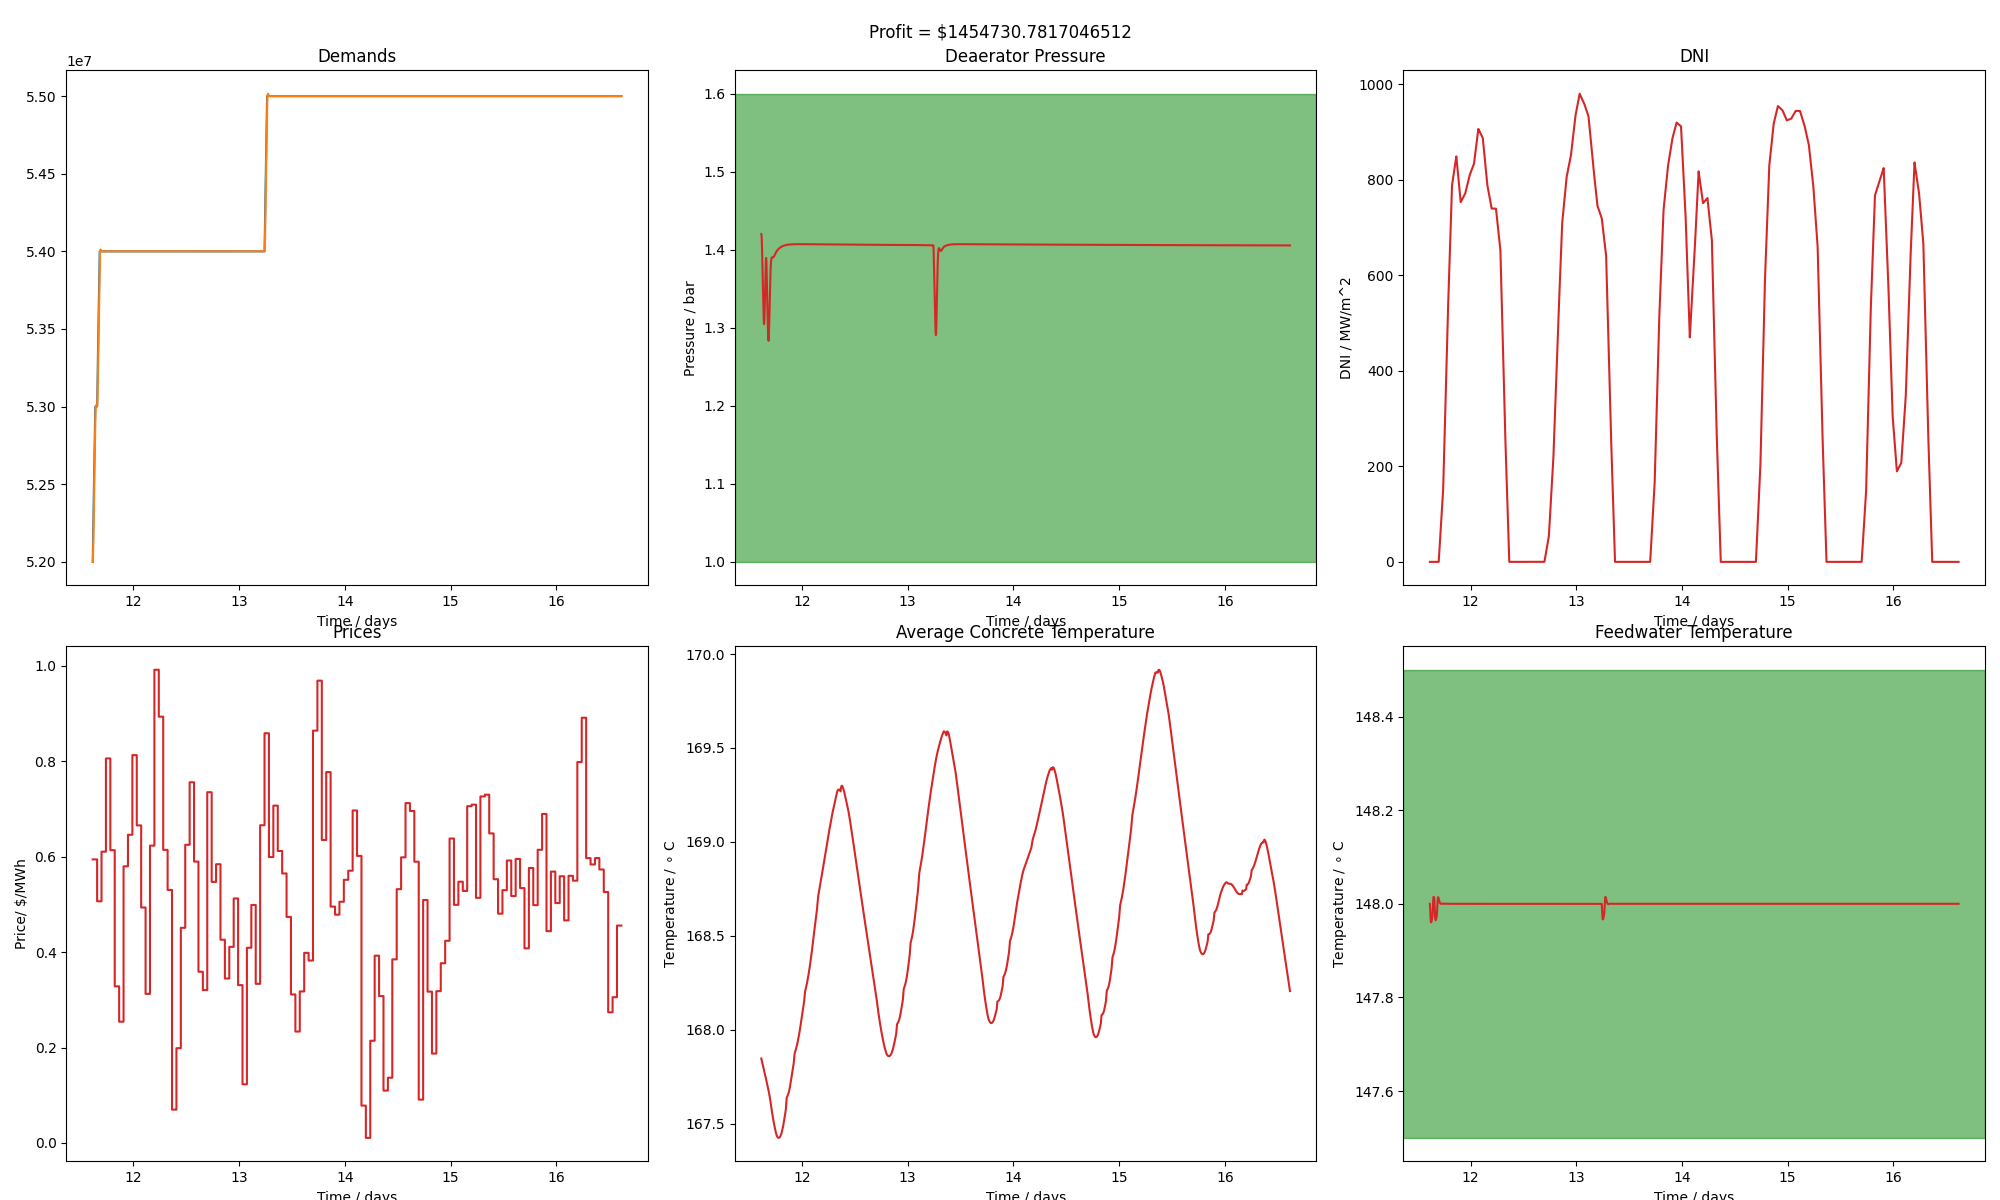 Profit = $1454730.7817046512
Demands
1e7
5.50
5.45
5.40
5.35
5.30
5.25
5.20
12 13 14 15 16
Time / days
Deaerator Pressure
Pressure / bar
1.6
1.5
1.4
1.3
1.2
1.1
1.0
12 13 14 15 16
Time / days
DNI
DNI / MW/m^2
1000
800
600
400
200
0
12 13 14 15 16
Time / days
Prices
Price/ $/MWh
1.0
0.8
0.6
0.4
0.2
0.0
12 13 14 15 16
Time / days
Average Concrete Temperature
Temperature / ∘ C
170.0
169.5
169.0
168.5
168.0
167.5
12 13 14 15 16
Time / days
Feedwater Temperature
Temperature / ∘ C
148.4
148.2
148.0
147.8
147.6
12 13 14 15 16
Time / days